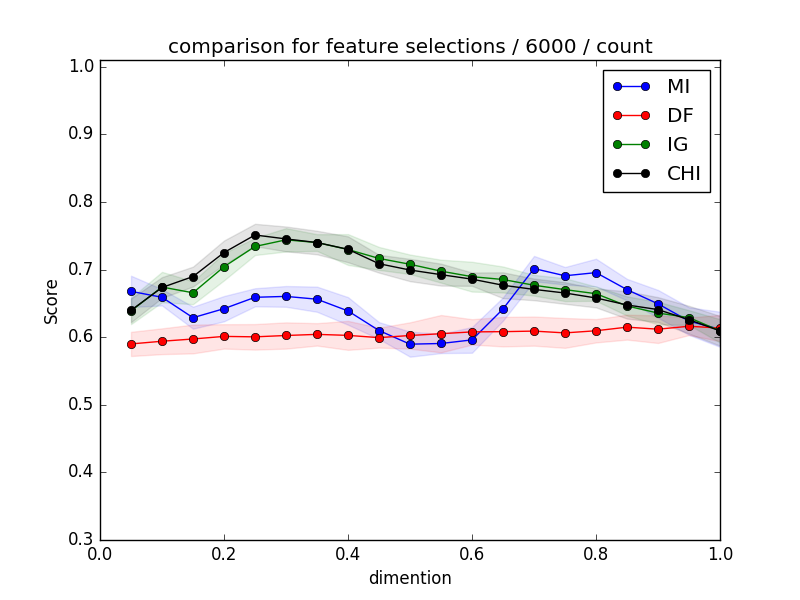 comparison for feature selections / 6000 / count
1.0
0.9
0.8
0.7
0.6
0.5
0.4
0.3
Score
MI
DF
IG
CHI
0.0 0.2 0.4 0.6 0.8 1.0
dimention